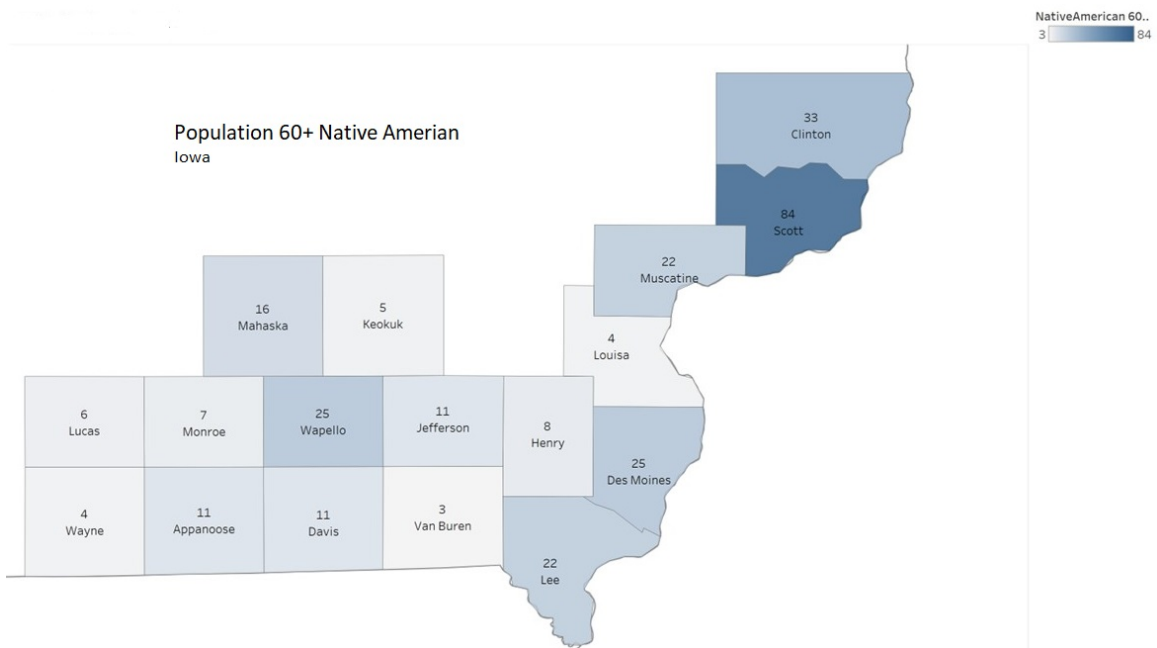 NativeAmerican 60..
3 84
Population 60+ Native Amerian
Iowa
33
Clinton
84
Scott
22
Muscatine
16
Mahaska
5
Keokuk
4
Louisa
6
Lucas
7
Monroe
25
Wapello
11
Jefferson
8
Henry
25
Des Moines
4
Wayne
11
Appanoose
11
Davis
3
Van Buren
22
Lee